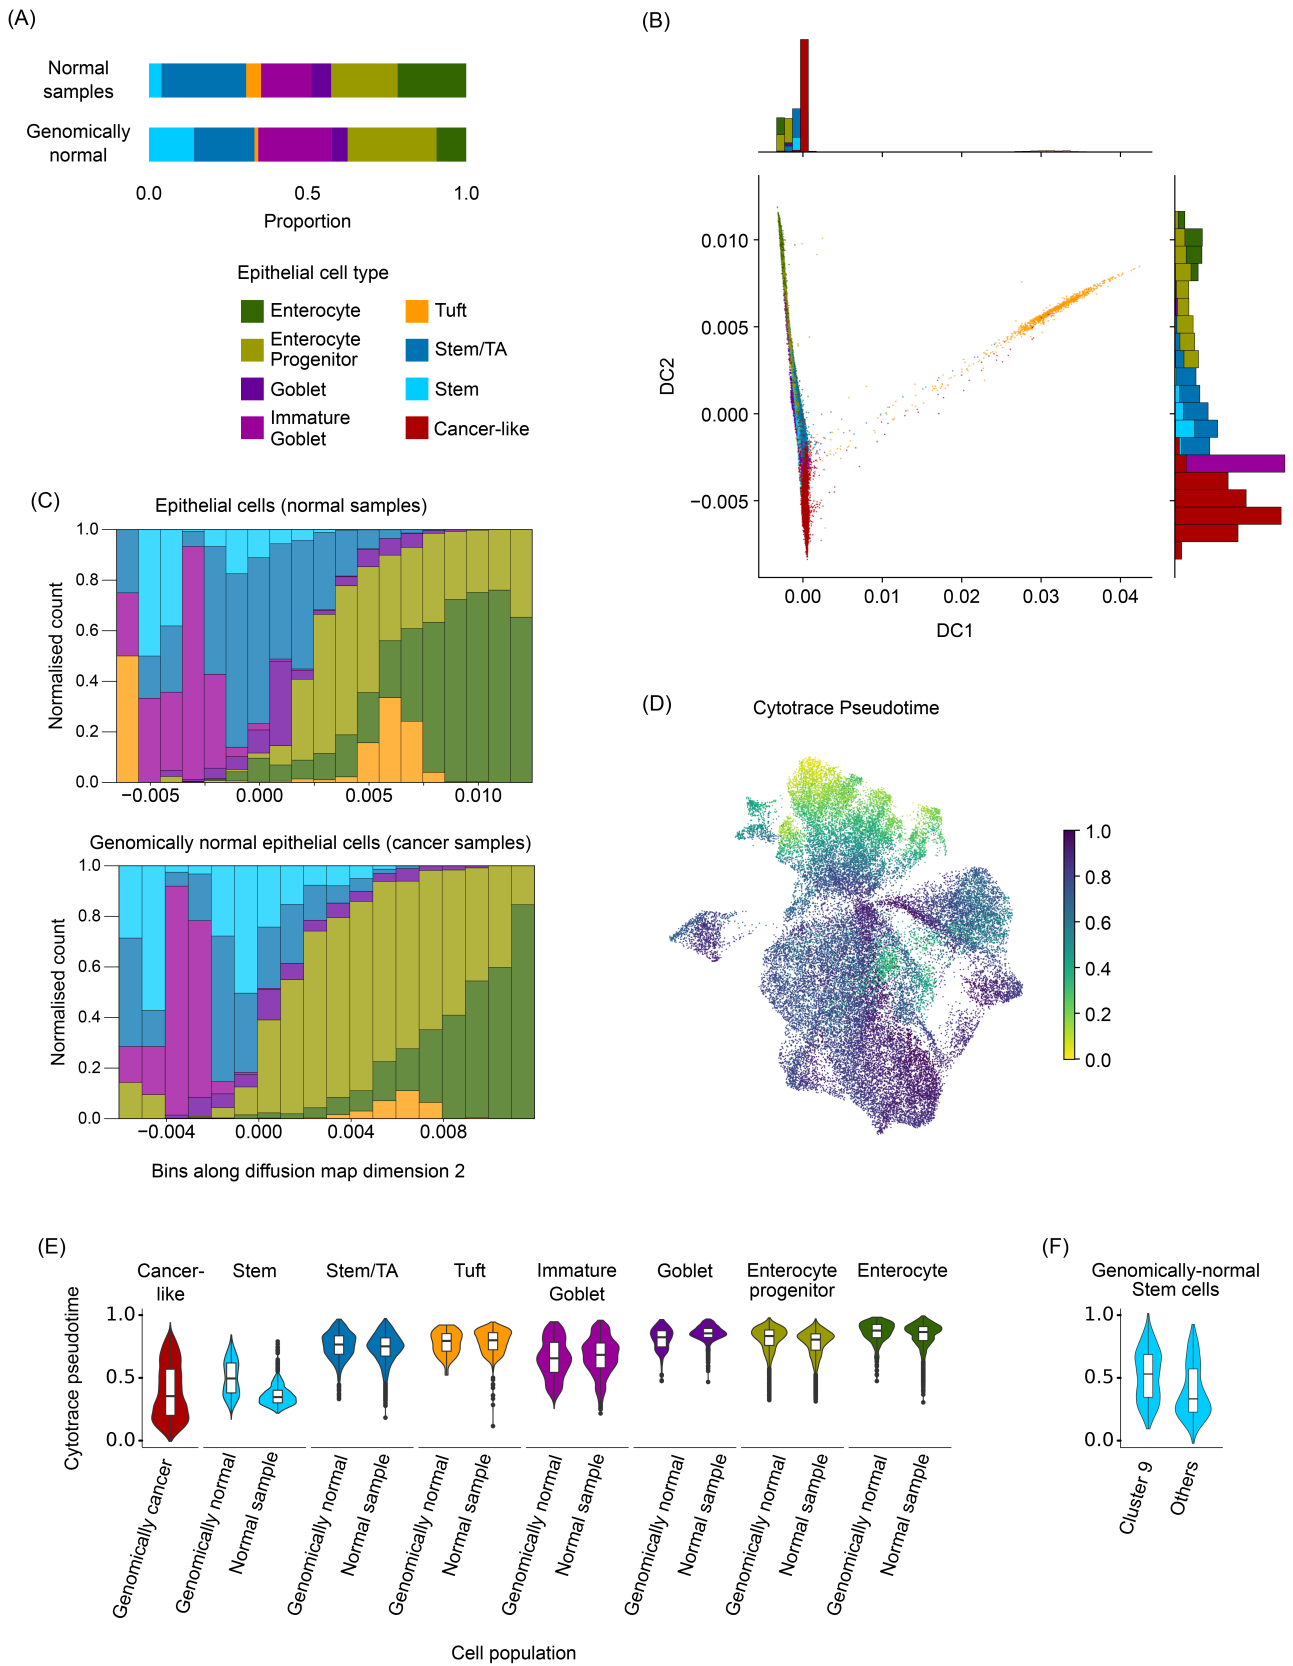 (A)
Normal
samples
Genomically
normal
0.0 0.5 1.0
Proportion
Epithelial cell type
Enterocyte
Enterocyte
Progenitor
Goblet
Immature
Goblet
Tuft
Stem/TA
Stem
Cancer-like
(B)
0.010
0.005
0.000
−0.005
DC2
0.00 0.01 0.02 0.03 0.04
DC1
(C)
Epithelial cells (normal samples)
1.0
0.8
0.6
0.4
0.2
0.0
Normalised count
−0.005 0.000 0.005 0.010
Genomically normal epithelial cells (cancer samples)
1.0
0.8
0.6
0.4
0.2
0.0
Normalised count
−0.004 0.000 0.004 0.008
Bins along diffusion map dimension 2
(D)
Cytotrace Pseudotime
1.0
0.8
0.6
0.4
0.2
0.0
(E)
Cancer-
like
Stem
Stem/TA
Tuft
Immature
Goblet
Goblet
Enterocyte
progenitor
Enterocyte
1.0
0.5
0.0
Cytotrace pseudotime
Genomically cancer
Genomically normal
Normal sample
Genomically normal
Normal sample
Genomically normal
Normal sample
Genomically normal
Normal sample
Genomically normal
Normal sample
Genomically normal
Normal sample
Genomically normal
Normal sample
Cell population
(F)
Genomically-normal
Stem cells
1.0
0.5
0.0
Cluster 9
Others